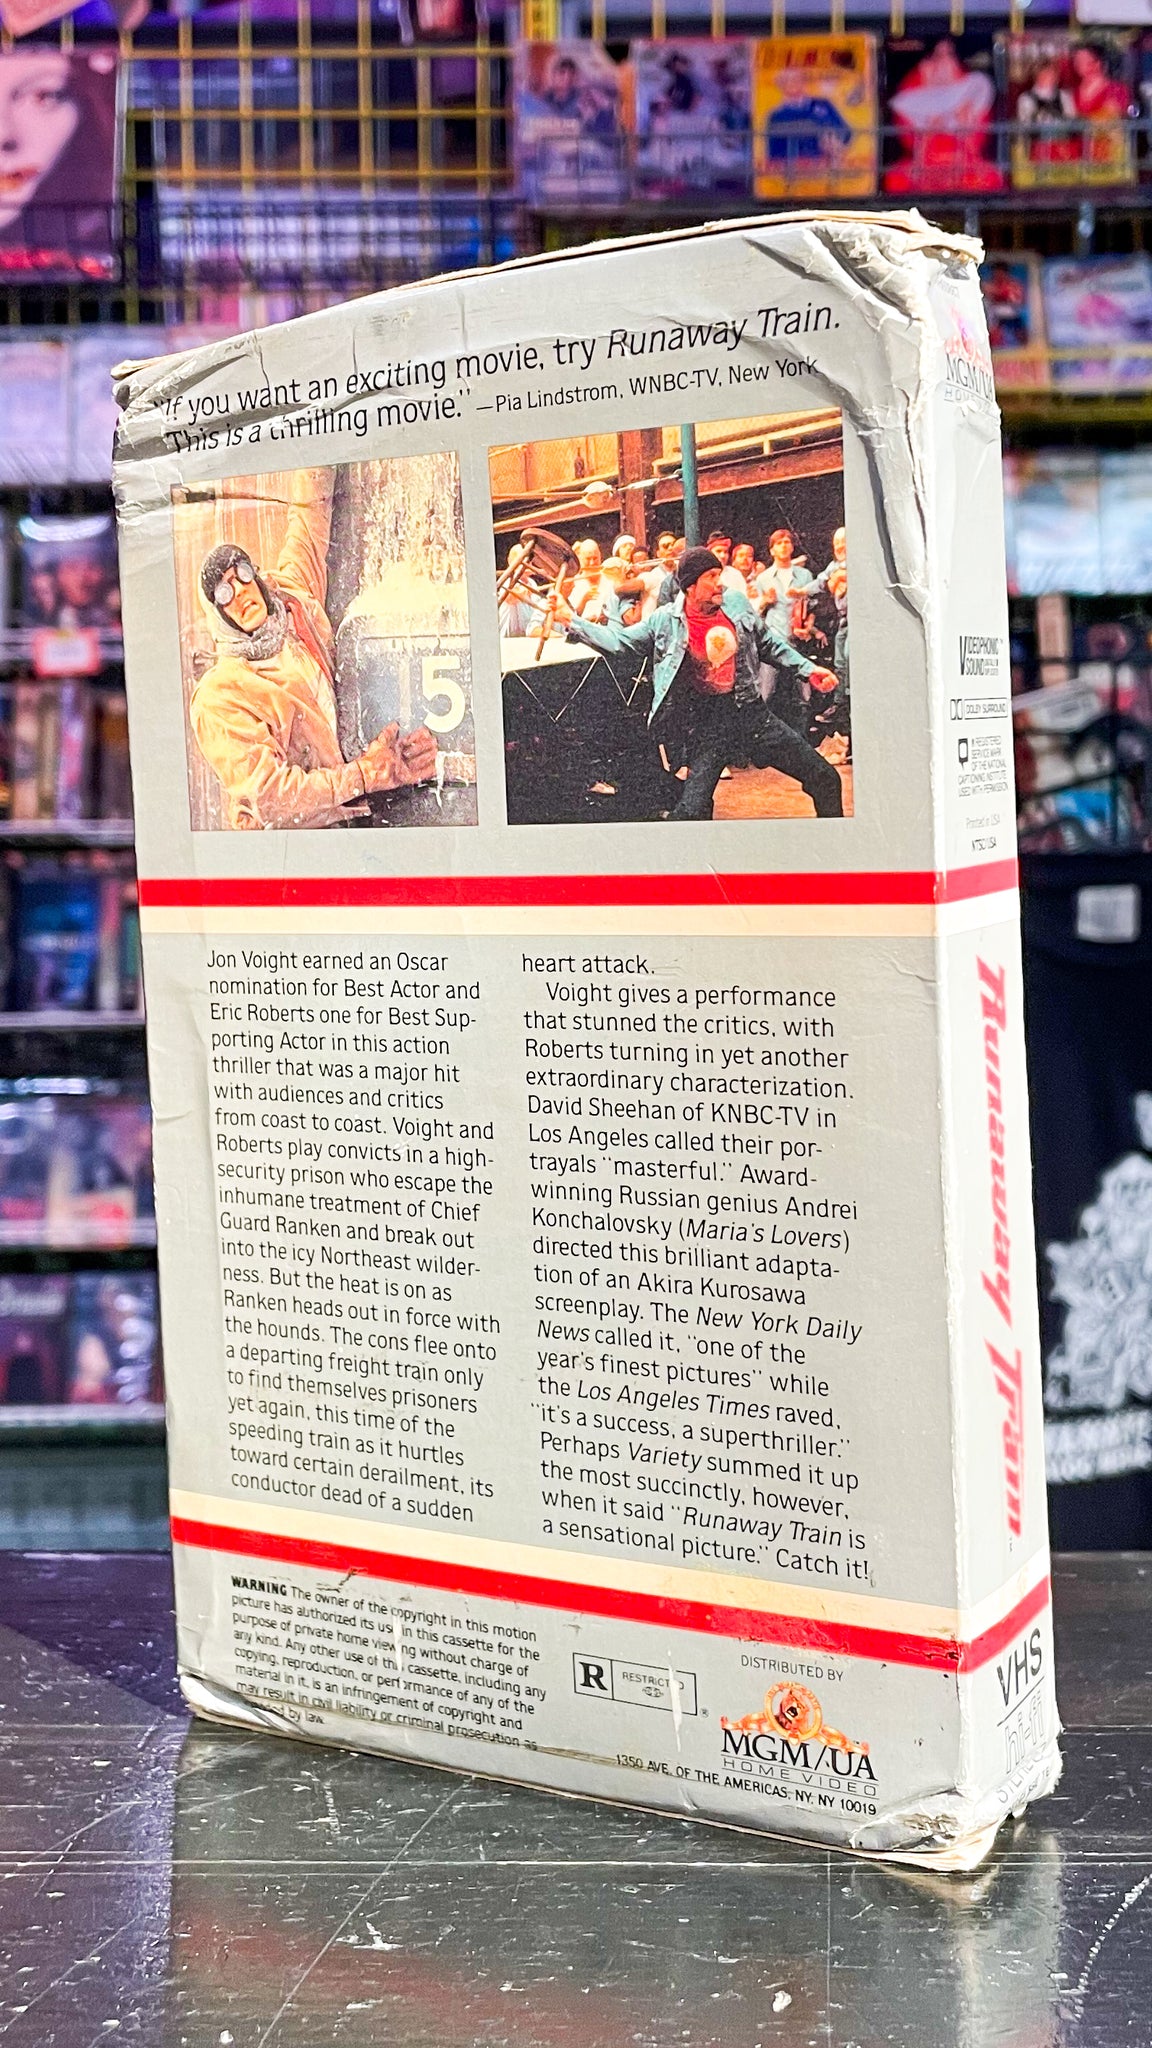 "If you want an exciting movie, try Runaway Train.
This is a thrilling movie." —Pia Lindstrom, WNBC-TV, New York
5
Jon Voight earned an Oscar
nomination for Best Actor and
Eric Roberts one for Best Sup-
porting Actor in this action
thriller that was a major hit
with audiences and critics
from coast to coast. Voight and
Roberts play convicts in a high-
security prison who escape the
inhumane treatment of Chief
Guard Ranken and break out
into the icy Northeast wilder-
ness. But the heat is on as
Ranken heads out in force with
the hounds. The cons flee onto
a departing freight train only
to find themselves prisoners
yet again, this time of the
speeding train as it hurtles
toward certain derailment, its
conductor dead of a sudden
heart attack.
Voight gives a performance
that stunned the critics, with
Roberts turning in yet another
extraordinary characterization.
David Sheehan of KNBC-TV in
Los Angeles called their por-
trayals "masterful." Award-
winning Russian genius Andrei
Konchalovsky (Maria's Lovers)
directed this brilliant adapta-
tion of an Akira Kurosawa
screenplay. The New York Daily
News called it, "one of the
year's finest pictures" while
the Los Angeles Times raved,
"it's a success, a superthriller."
Perhaps Variety summed it up
the most succinctly, however,
when it said "Runaway Train is
a sensational picture." Catch it!
WARNING The owner of the copyright in this motion
picture has authorized its use in this cassette for the
purpose of private home viewing without charge of
any kind. Any other use of this cassette, including any
copying, reproduction, or performance of any of the
material in it, is an infringement of copyright and
may result in civil liability or criminal prosecution as
by law.
R RESTRICTED ®
DISTRIBUTED BY
MGM/UA
HOME VIDEO
1350 AVE. OF THE AMERICAS, NY, NY 10019
MGM/UA
VIDEOPHONIC™
SOUND
DOLBY SURROUND
REGISTERED
SERVICE MARK
OF THE NATIONAL
CAPTIONING INSTITUTE
USED WITH PERMISSION
Printed in USA
NTSC USA
Runaway Train
VHS
hi-fi